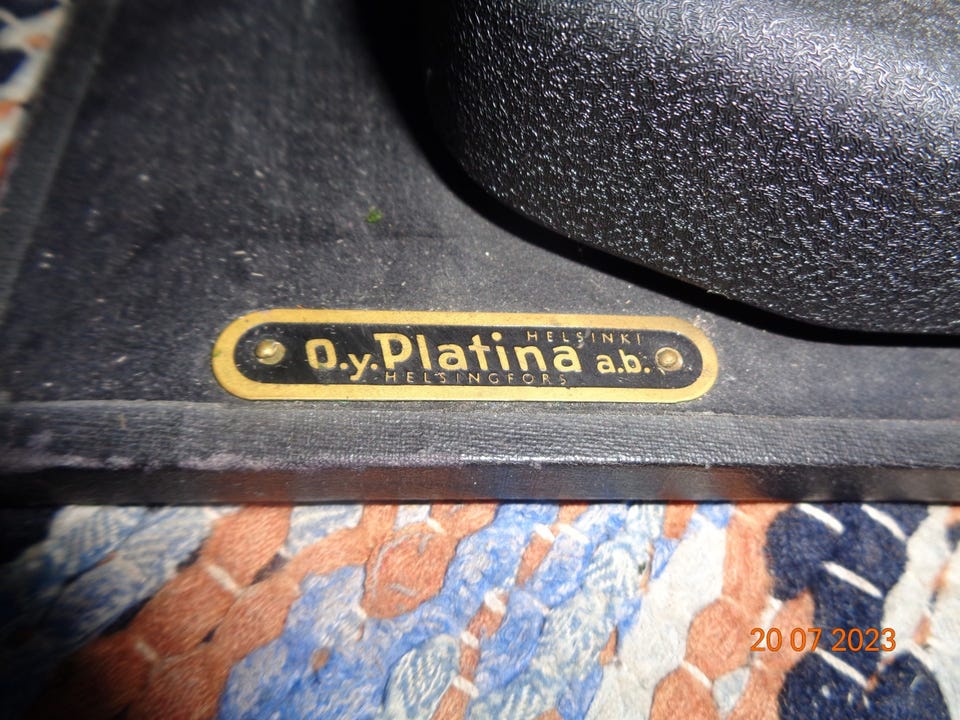 HELSINKI
O.y. Platina a.b.
HELSINGFORS
20 07 2023